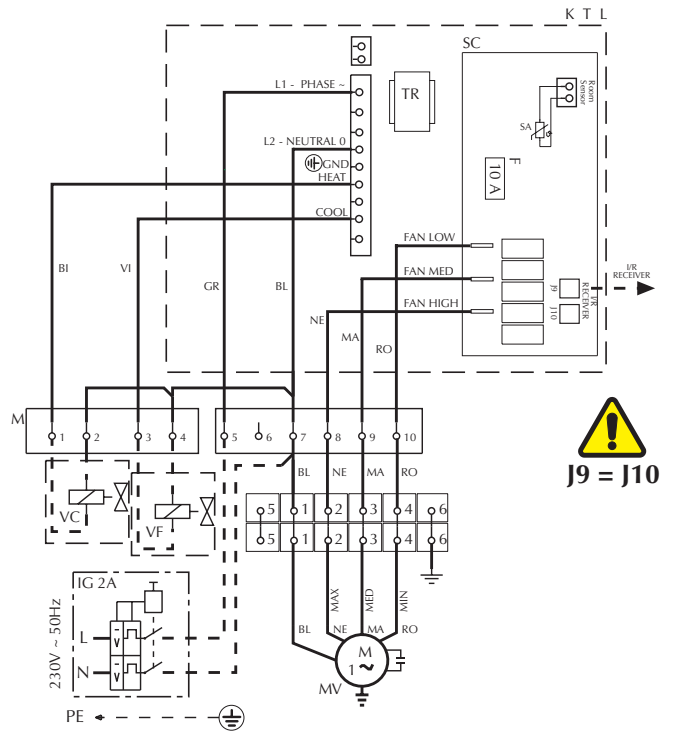 K T L
SC
L1 - PHASE ~
TR
Room
Sensor
SA
L2 - NEUTRAL 0
GND
HEAT
F
10 A
COOL
FAN LOW
FAN MED
FAN HIGH
I/R
RECEIVER
J9
J10
I/R
RECEIVER
BI
VI
GR
BL
NE
MA
RO
M
1 2 3 4 5 6 7 8 9 10
J9 = J10
BL NE MA RO
VC
VF
5 1 2 3 4 6
5 1 2 3 4 6
IG 2A
230V ~ 50Hz
L
N
MAX
MED
MIN
BL NE MA RO
M
1 ~
MV
PE